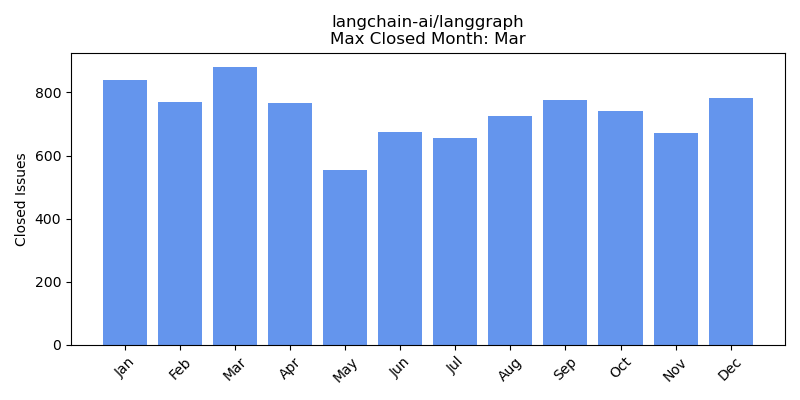 langchain-ai/langgraph
Max Closed Month: Mar
Closed Issues
800
600
400
200
0
Jan
Feb
Mar
Apr
May
Jun
Jul
Aug
Sep
Oct
Nov
Dec